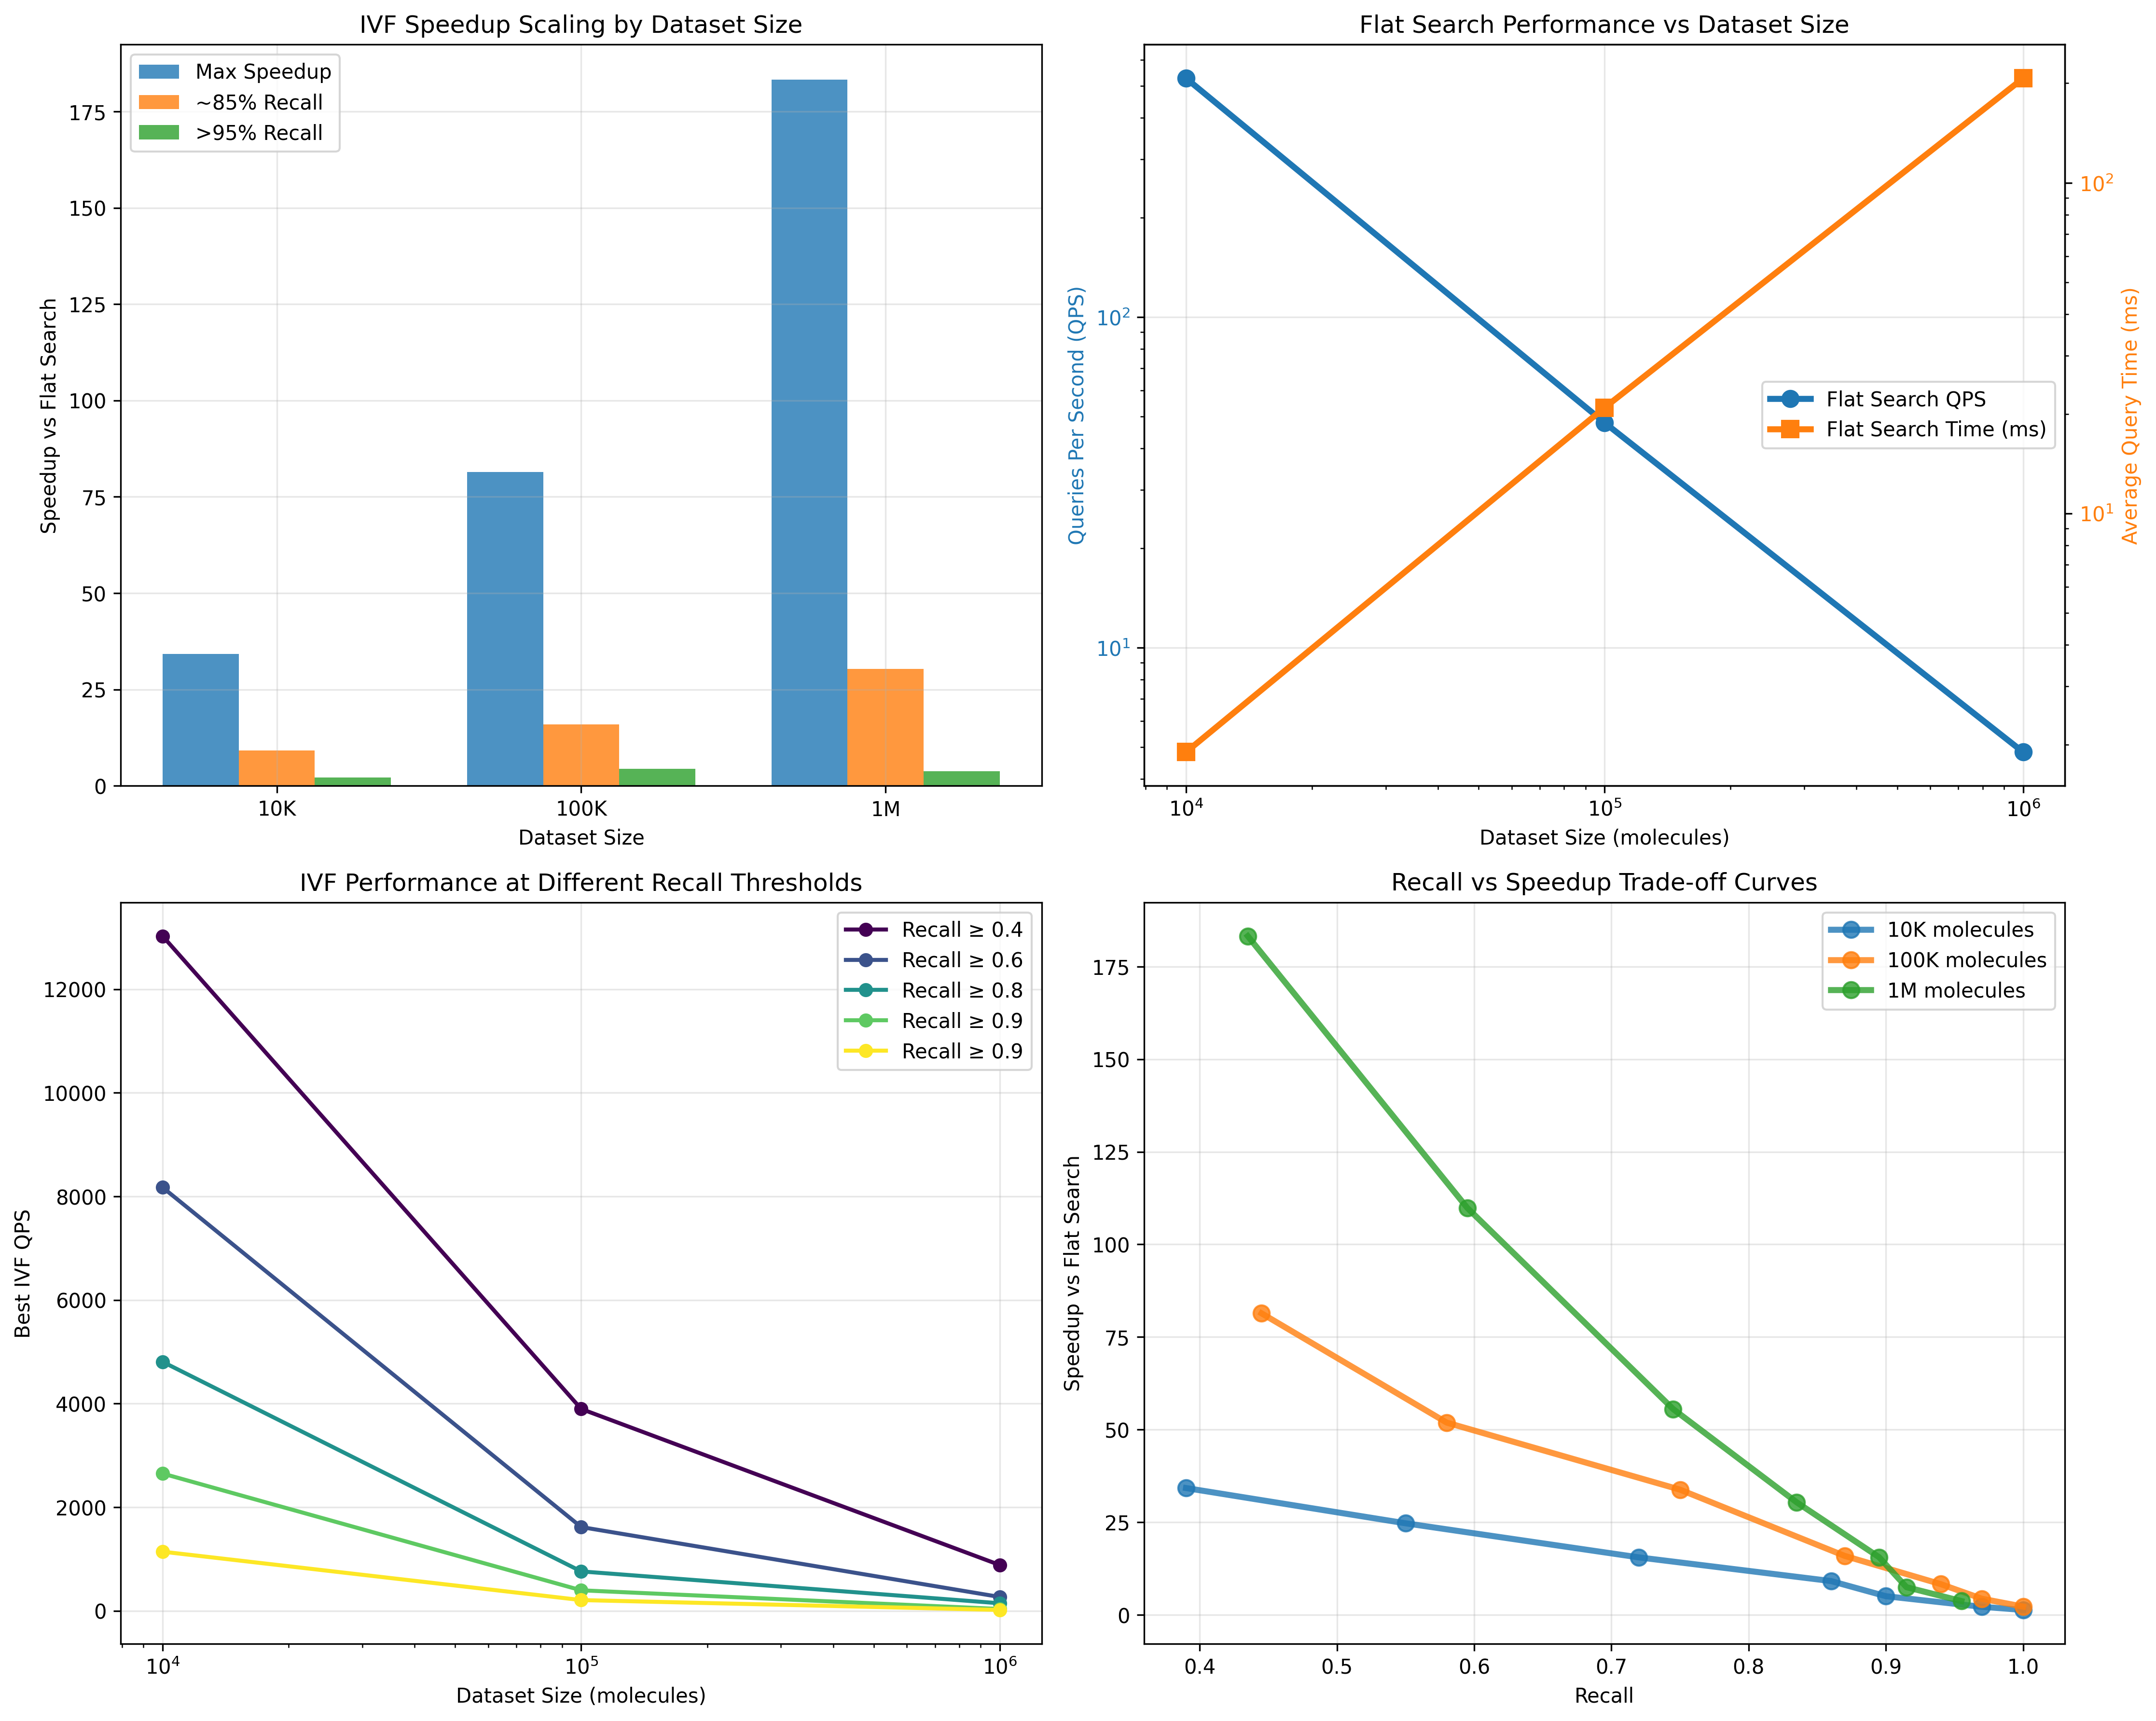 IVF Speedup Scaling by Dataset Size
Max Speedup
~85% Recall
>95% Recall
175
150
125
100
75
50
25
0
Speedup vs Flat Search
10K
100K
1M
Dataset Size
Flat Search Performance vs Dataset Size
10²
10¹
Queries Per Second (QPS)
Flat Search QPS
Flat Search Time (ms)
10²
10¹
Average Query Time (ms)
10⁴
10⁵
10⁶
Dataset Size (molecules)
IVF Performance at Different Recall Thresholds
Recall ≥ 0.4
Recall ≥ 0.6
Recall ≥ 0.8
Recall ≥ 0.9
Recall ≥ 0.9
12000
10000
8000
6000
4000
2000
0
Best IVF QPS
10⁴
10⁵
10⁶
Dataset Size (molecules)
Recall vs Speedup Trade-off Curves
10K molecules
100K molecules
1M molecules
175
150
125
100
75
50
25
0
Speedup vs Flat Search
0.4
0.5
0.6
0.7
0.8
0.9
1.0
Recall